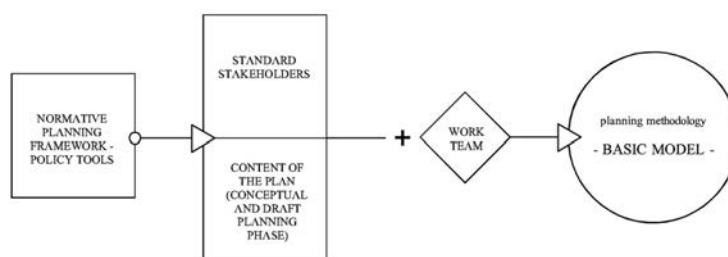 NORMATIVE
PLANNING
FRAMEWORK -
POLICY TOOLS
STANDARD
STAKEHOLDERS
CONTENT OF
THE PLAN
(CONCEPTUAL
AND DRAFT
PLANNING
PHASE)
+
WORK
TEAM
planning methodology
- BASIC MODEL -